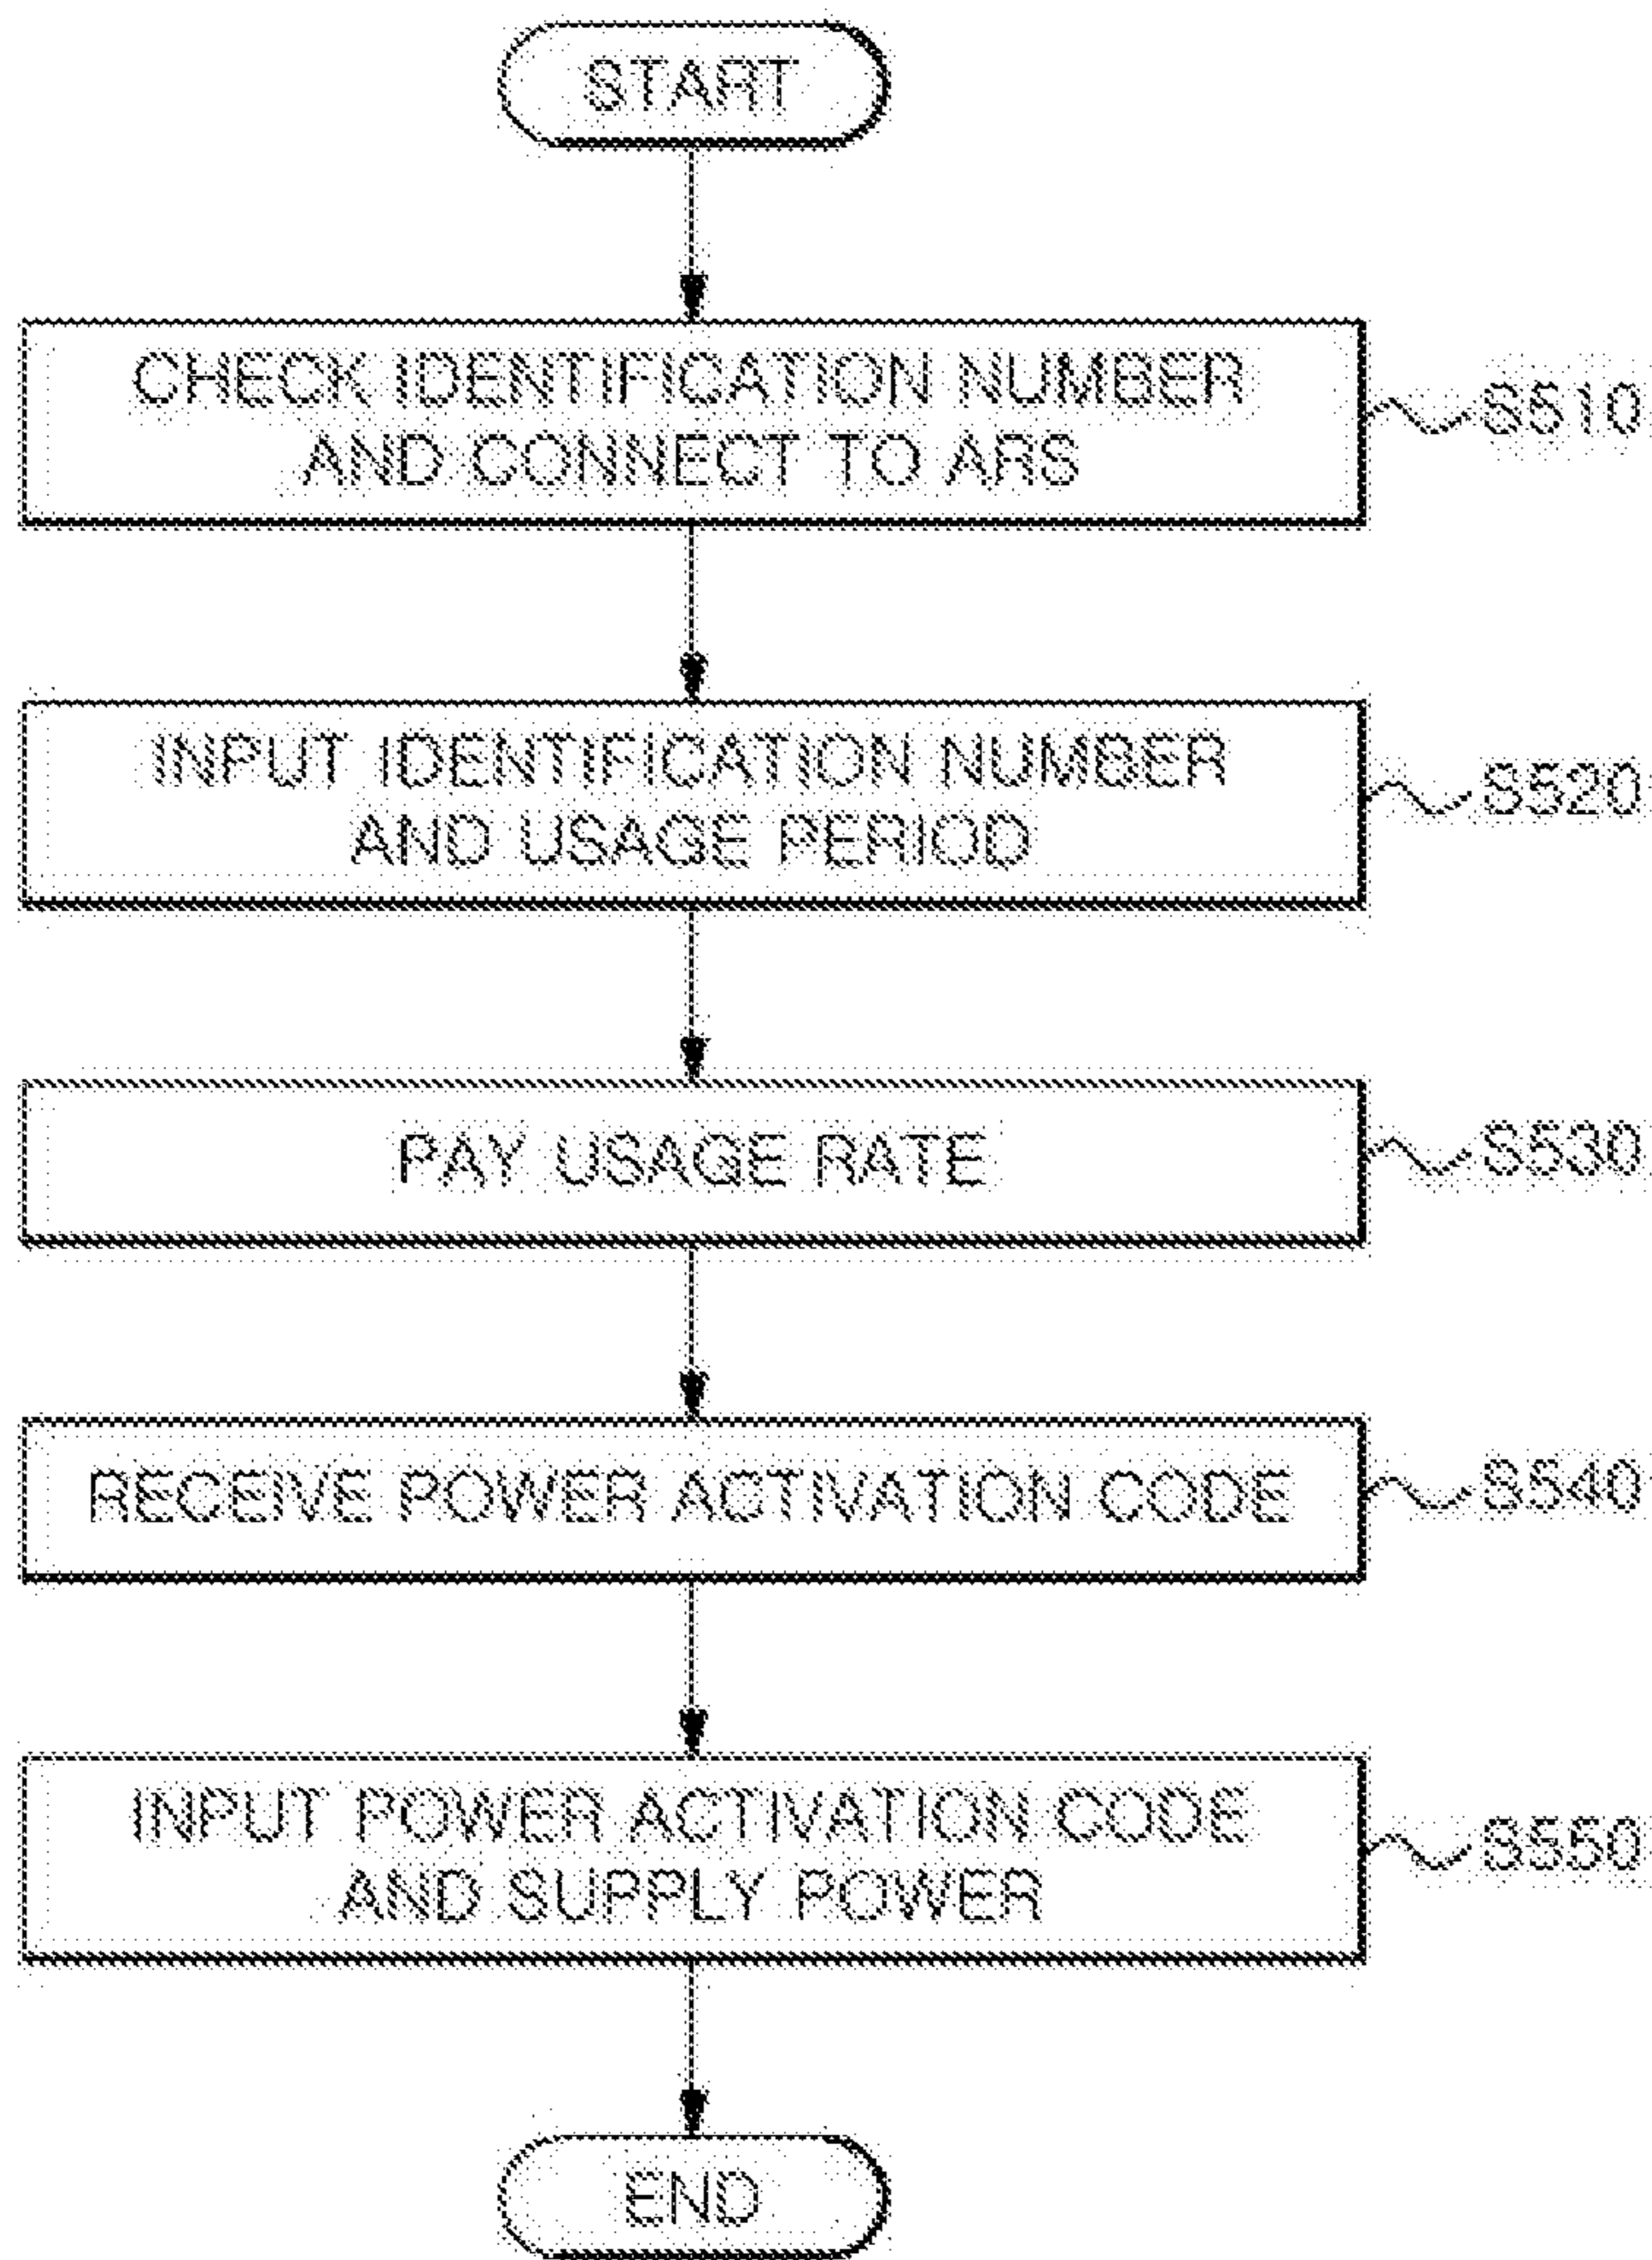 START
CHECK IDENTIFICATION NUMBER
AND CONNECT TO ARS
S510
INPUT IDENTIFICATION NUMBER
AND USAGE PERIOD
S520
PAY USAGE RATE
S530
RECEIVE POWER ACTIVATION CODE
S540
INPUT POWER ACTIVATION CODE
AND SUPPLY POWER
S550
END